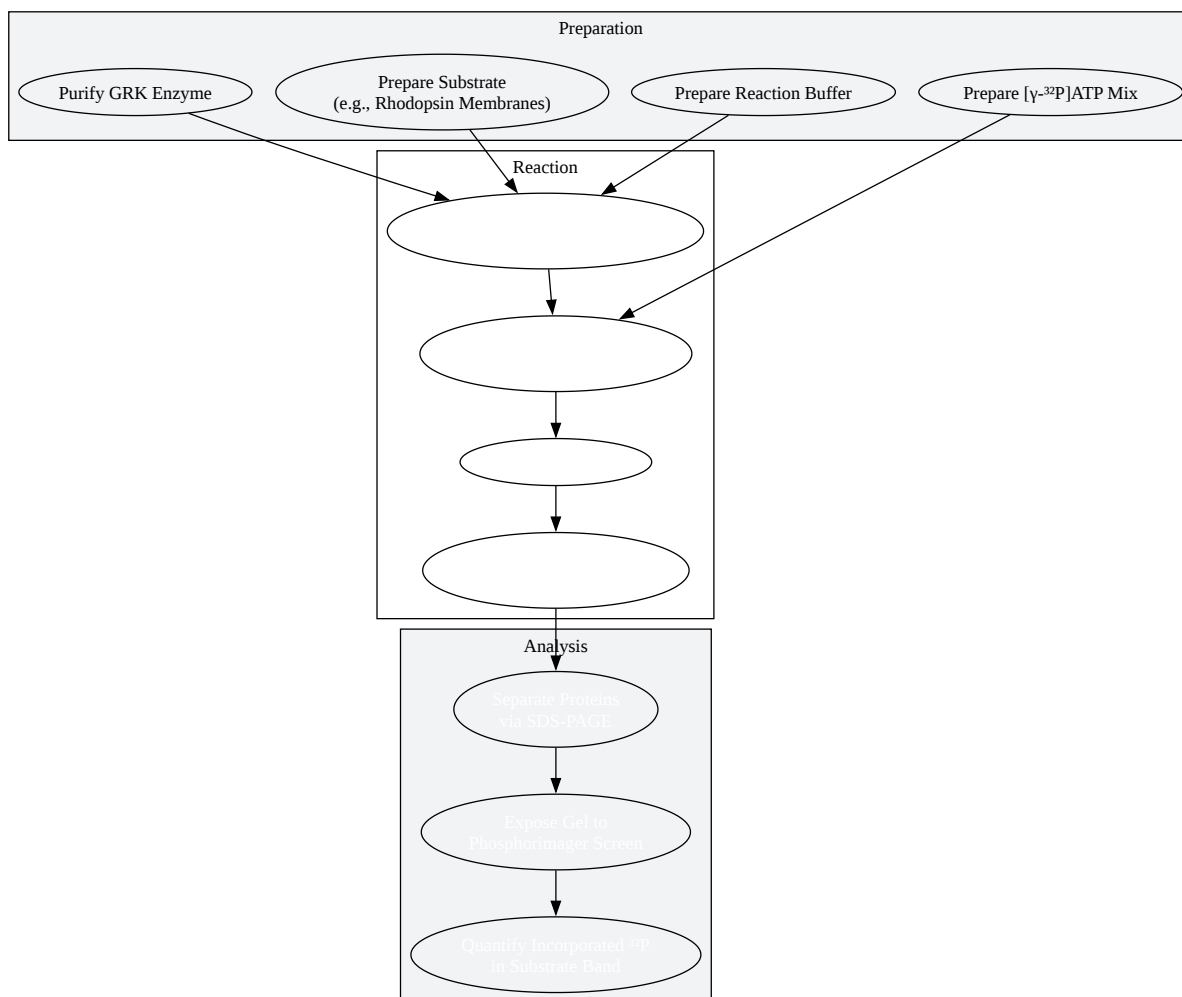 Preparation
Purify GRK Enzyme
Prepare Substrate
(e.g., Rhodopsin Membranes)
Prepare Reaction Buffer
Prepare [γ-³²P]ATP Mix
Reaction
Analysis
Separate Proteins
via SDS-PAGE
Expose Gel to
Phosphorimager Screen
Quantify Incorporated ³²P
in Substrate Band